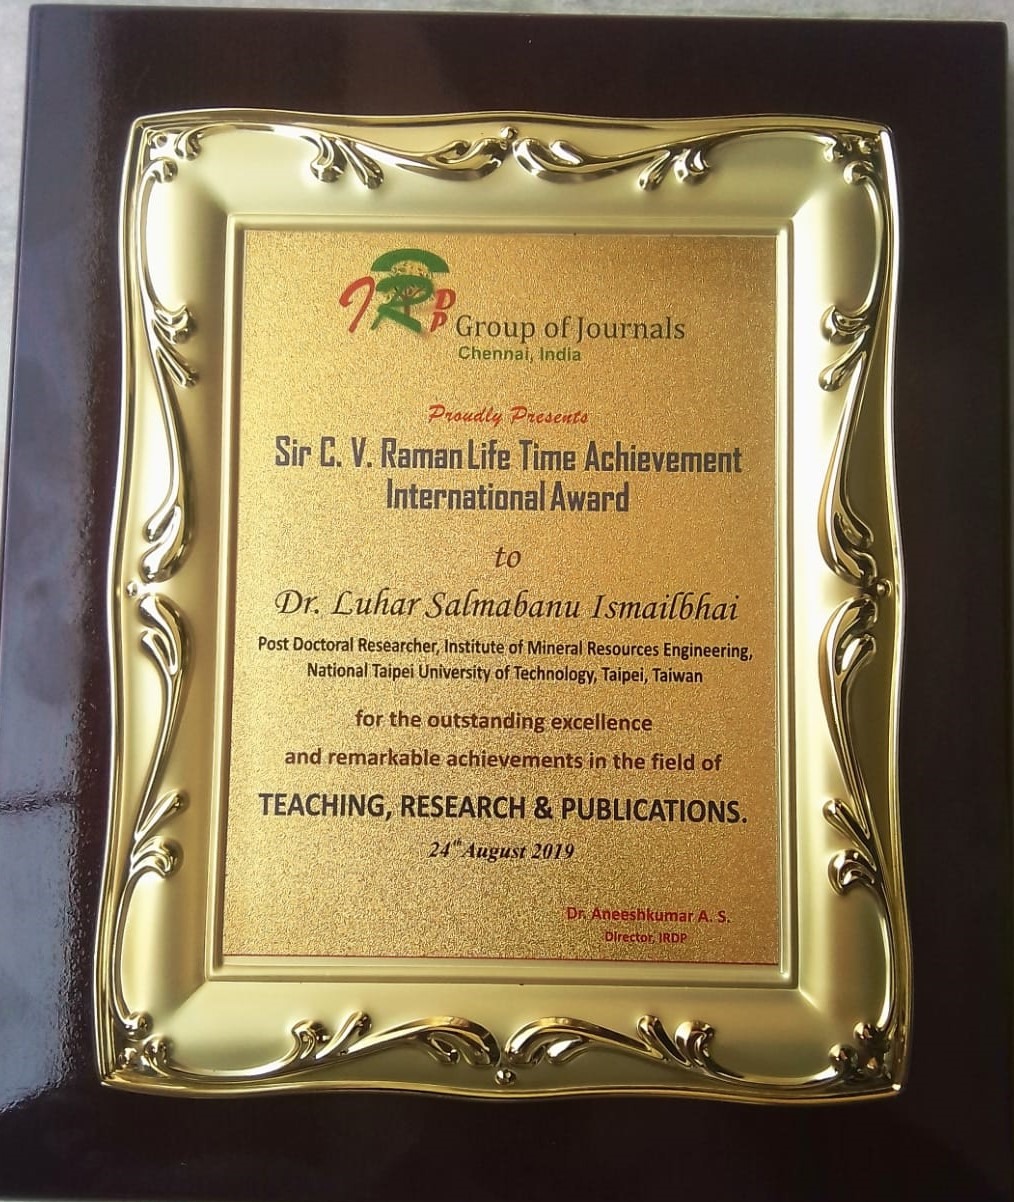 IRDP Group of Journals
Chennai, India
Proudly Presents
Sir C. V. Raman Life Time Achievement
International Award
to
Dr. Luhar Salmabanu Ismailbhai
Post Doctoral Researcher, Institute of Mineral Resources Engineering,
National Taipei University of Technology, Taipei, Taiwan
for the outstanding excellence
and remarkable achievements in the field of
TEACHING, RESEARCH & PUBLICATIONS.
24th August 2019
Dr. Aneeshkumar A. S.
Director, IRDP